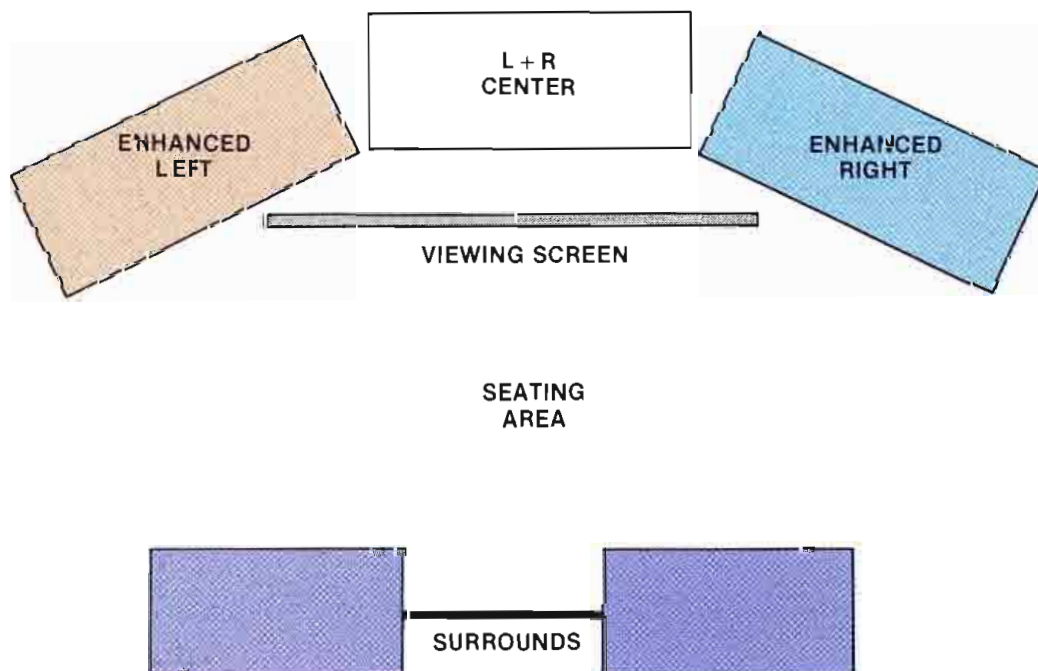 L + R
CENTER
ENHANCED
LEFT
ENHANCED
RIGHT
VIEWING SCREEN
SEATING
AREA
SURROUNDS